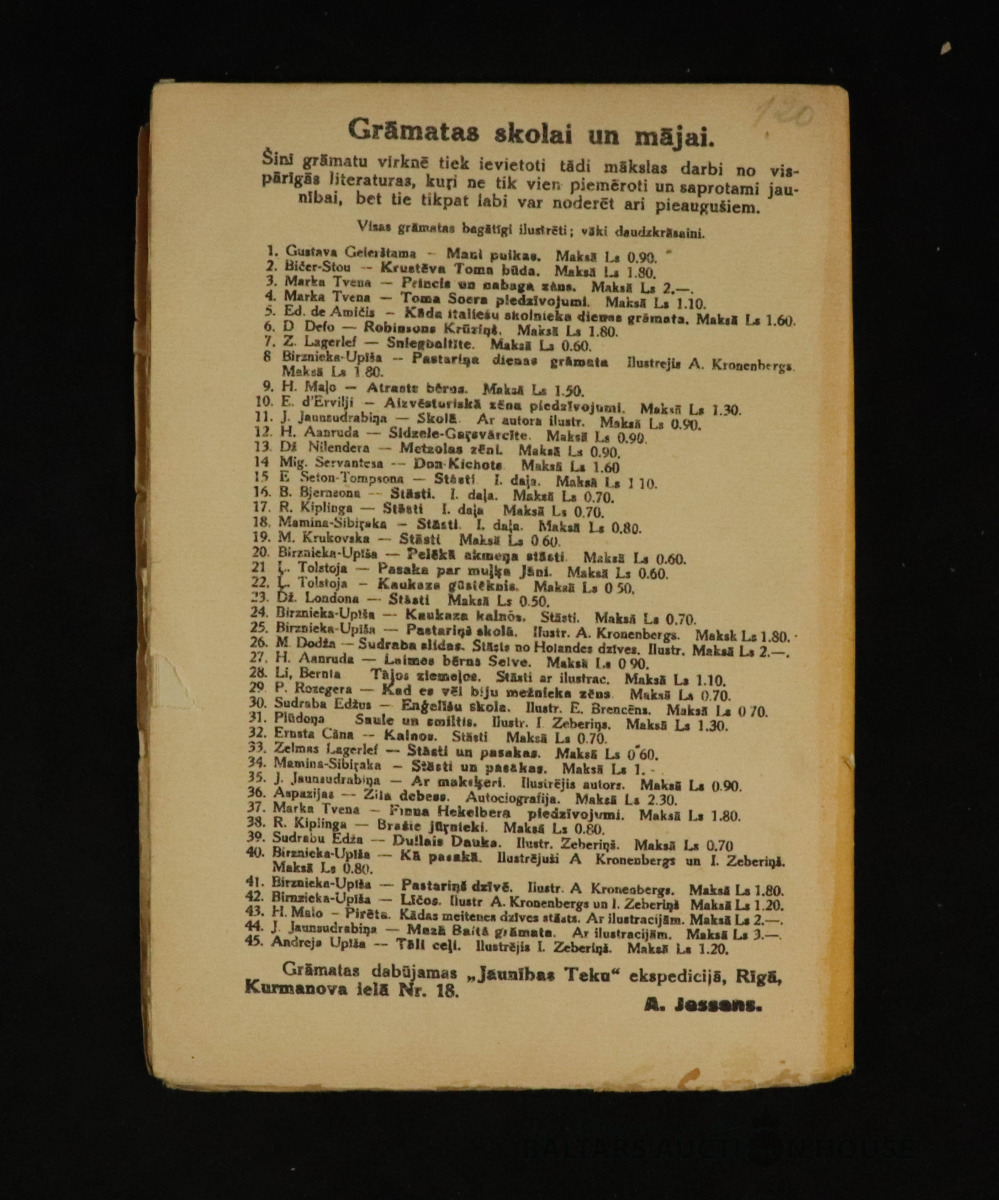 120
Grāmatas skolai un mājai.
Šinī grāmatu virknē tiek ievietoti tādi mākslas darbi no vis-
pārīgās literaturas, kuŗi ne tik vien piemēroti un saprotami jau-
nībai, bet tie tikpat labi var noderēt ari pieaugušiem.
Visas grāmatas bagātīgi ilustrēti; vāki daudzkrāsaini.
1. Gustava Geierstama – Mani puikas. Maksā Ls 0.90.
2. Bičer-Stou — Krustēva Toma būda. Maksā Ls 1.80.
3. Marka Tvena — Princis un nabaga zēns. Maksā Ls 2.—.
4. Marka Tvena — Toma Soera piedzīvojumi. Maksā Ls 1.10.
5. Ed. de Amičis – Kāda italiešu skolnieka dienas grāmata. Maksā Ls 1.60.
6. D Defo — Robinsons Krūziņš. Maksā Ls 1.80.
7. Z. Lagerlef — Sniegbaltīte. Maksā Ls 0.60.
8 Birznieka-Upīša — Pastariņa dienas grāmata Ilustrejis A. Kronenbergs.
Maksā Ls 1 80.
9. H. Maļo — Atrasts bērns. Maksā Ls 1.50.
10. E. d'Erviljī — Aizvēsturiskā zēna piedzīvojumi. Maksā Ls 1.30.
11. J. Jaunsudrabiņa — Skolā. Ar autora ilustr. Maksā Ls 0.90.
12. H. Aanruda — Sidzele-Gaŗsvārcīte. Maksā Ls 0.90.
13. Dž Nilendera — Metzolas zēni. Maksā Ls 0.90.
14 Mig. Servantesa — Don-Kichots Maksā Ls 1.60
15 E Seton-Tompsona — Stāsti I. daļa. Maksā Ls 1 10.
16. B. Bjernsona — Stāsti. I. daļa. Maksā Ls 0.70.
17. R. Kiplinga — Stāsti I. daļa Maksā Ls 0.70.
18. Mamina-Sibiŗaka — Stāsti. I. daļa. Maksā Ls 0.80.
19. M. Krukovska — Stāsti Maksā Ls 0 60.
20. Birznieka-Upīša — Pelēkā akmeņa stāsti. Maksā Ls 0.60.
21 Ļ. Tolstoja — Pasaka par muļķa Jāni. Maksā Ls 0.60.
22. Ļ. Tolstoja – Kaukaza gūsteknis. Maksā Ls 0 50.
23. Dž. Londona — Stāsti Maksā Ls 0.50.
24. Birznieka-Upīša — Kaukaza kalnos. Stāsti. Maksā Ls 0.70.
25. Birznieka-Upīša — Pastariņš skolā. Ilustr. A. Kronenbergs. Maksk Ls 1.80.
26. M. Dodža — Sudraba slidas. Stāsts no Holandes dzīves. Ilustr. Maksā Ls 2.—.
27. H. Aanruda — Laimes bērns Selve. Maksā Ls 0 90.
28. Li, Bernta Tāļos ziemeļos. Stāsti ar ilustrac. Maksā Ls 1.10.
29. P. Rozegera — Kad es vēl biju mežnieka zēns Maksā Ls 0.70.
30. Sudraba Edžus — Eņģelīšu skola. Ilustr. E. Brencēns. Maksā Ls 0 70.
31. Plūdoņa Saule un smiltis. Ilustr. I. Zeberiņs. Maksā Ls 1.30.
32. Ernsta Cāna — Kalnos. Stāsti Maksā Ls 0.70.
33. Zelmas Lagerlef — Stāsti un pasakas. Maksā Ls 0 60.
34. Mamina-Sibiŗaka — Stāsti un pasakas. Maksā Ls 1. -
35. J. Jaunsudrabiņa — Ar makšķeri. Ilustrējis autors. Maksā Ls 0.90.
36. Aspazijas — Zila debess. Autociografija. Maksā Ls 2.30.
37. Marka Tvena — Finna Hekelbera piedzīvojumi. Maksā Ls 1.80.
38. R. Kiplinga — Brašie jūrnieki. Maksā Ls 0.80.
39. Sudrabu Edža — Dullais Dauka. Ilustr. Zeberiņš. Maksā Ls 0.70
40. Birznieka-Upīša — Kā pasakā. Ilustrējuši A Kronenbergs un I. Zeberiņš.
Maksā Ls 0.80.
41. Birznieka-Upīša — Pastariņā dzīvē. Ilustr. A Kronenbergs. Maksā Ls 1.80.
42. Birznieka-Upīša — Līčos. Ilustr A. Kronenbergs un I. Zeberiņš Maksā Ls 1.20.
43. H. Malo – Pirēta. Kādas meitenes dzīves stāsts. Ar ilustracijām. Maksā Ls 2.—.
44. J. Jaunsudrabiņa — Mazā Baltā grāmata. Ar ilustracijām. Maksā Ls 3.—.
45. Andreja Upīša — Tāli ceļi. Ilustrējis I. Zeberiņš. Maksā Ls 1.20.
Grāmatas dabūjamas „Jaunības Teku“ ekspedicijā, Rīgā,
Kurmanova ielā Nr. 18.
A. Jessens.
BALTARS AUCTION HOUSE